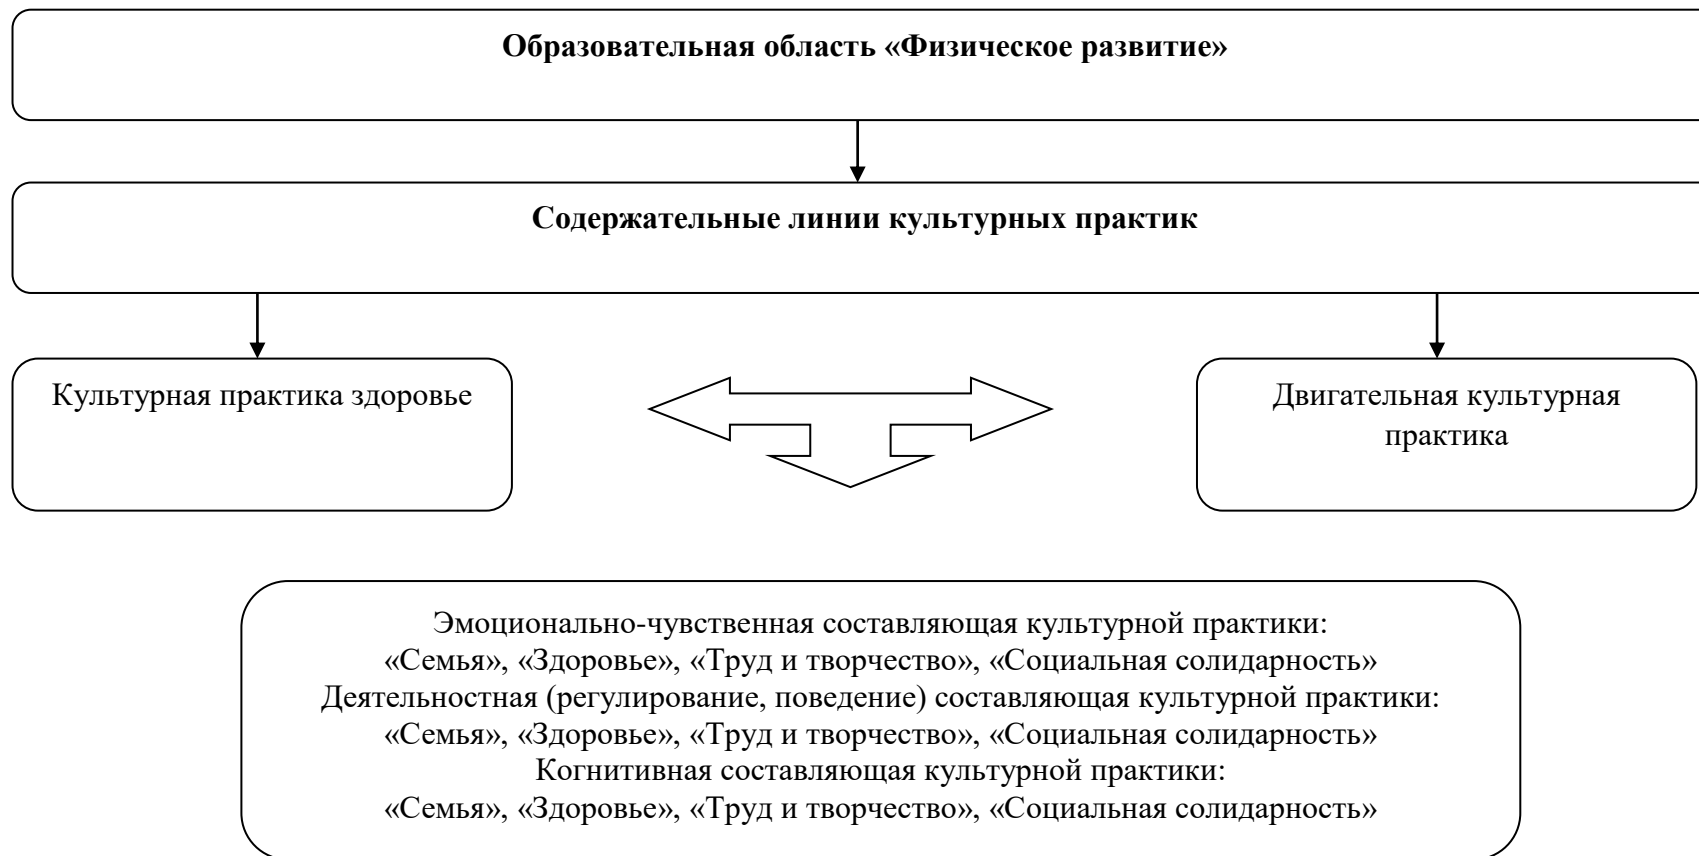 Образовательная область «Физическое развитие»
Содержательные линии культурных практик
Культурная практика здоровье
Двигательная культурная
практика
Эмоционально-чувственная составляющая культурной практики:
«Семья», «Здоровье», «Труд и творчество», «Социальная солидарность»
Деятельностная (регулирование, поведение) составляющая культурной практики:
«Семья», «Здоровье», «Труд и творчество», «Социальная солидарность»
Когнитивная составляющая культурной практики:
«Семья», «Здоровье», «Труд и творчество», «Социальная солидарность»